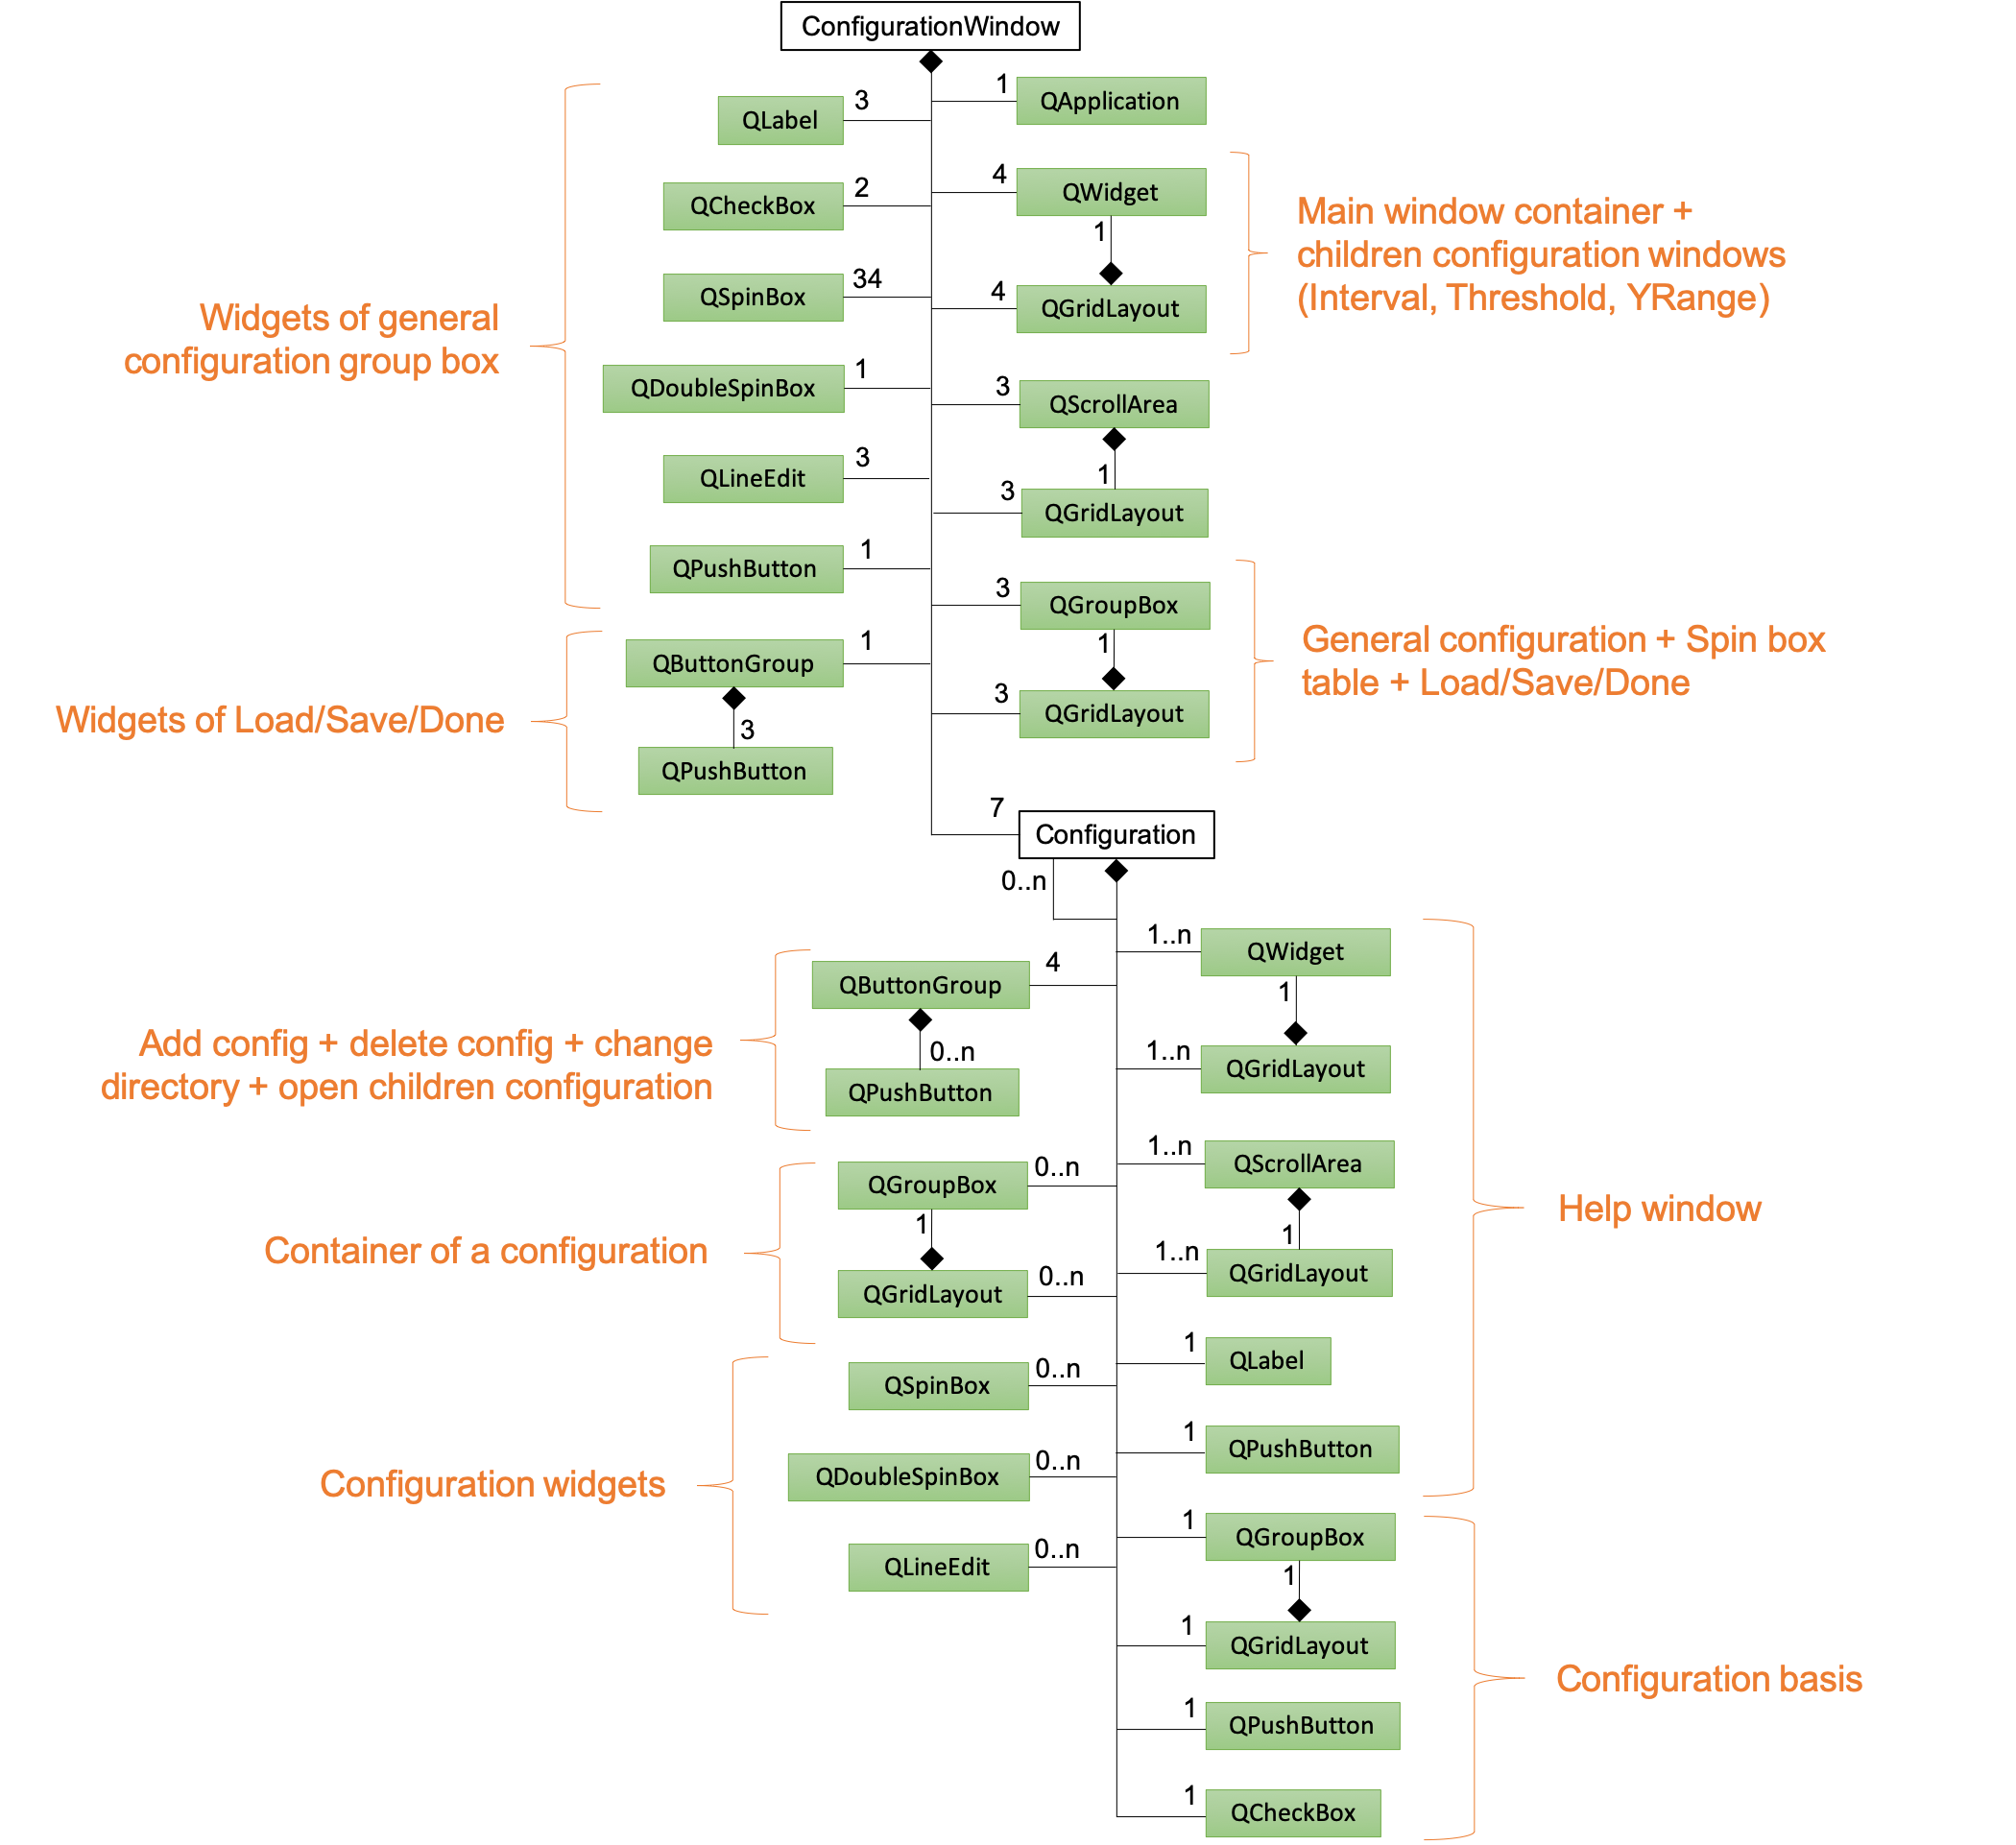 ConfigurationWindow
1
QApplication
3
QLabel
4
QWidget
2
QCheckBox
1
Main window container +
children configuration windows
(Interval, Threshold, YRange)
34
QSpinBox
4
QGridLayout
Widgets of general
configuration group box
1
QDoubleSpinBox
3
QScrollArea
1
3
QLineEdit
3
QGridLayout
1
QPushButton
3
QGroupBox
1
General configuration + Spin box
table + Load/Save/Done
1
QButtonGroup
3
QGridLayout
Widgets of Load/Save/Done
3
QPushButton
7
Configuration
0..n
1..n
QWidget
1
4
QButtonGroup
0..n
QPushButton
Add config + delete config + change
directory + open children configuration
1..n
QGridLayout
1..n
QScrollArea
1
0..n
QGroupBox
1
Help window
Container of a configuration
1..n
QGridLayout
0..n
QGridLayout
1
QLabel
0..n
QSpinBox
1
QPushButton
Configuration widgets
0..n
QDoubleSpinBox
1
QGroupBox
1
0..n
QLineEdit
1
QGridLayout
Configuration basis
1
QPushButton
1
QCheckBox